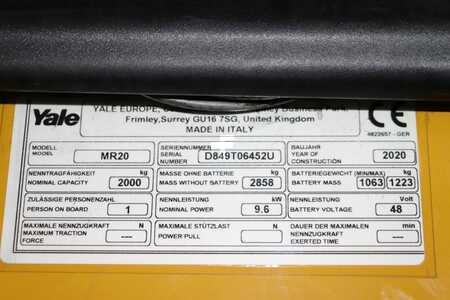 Yale
YALE EUROPE, Business Park,
Frimley, Surrey GU16 7SG, United Kingdom
MADE IN ITALY
CE
4622657 - GER
MODELL
MODEL
MR20
SERIENNUMMER
SERIAL
NUMBER
D849T06452U
BAUJAHR
YEAR OF
CONSTRUCTION
2020
NENNTRAGFÄHIGKEIT kg
NOMINAL CAPACITY
2000
MASSE OHNE BATTERIE kg
MASS WITHOUT BATTERY
2858
BATTERIEGEWICHT (MIN/MAX) kg
BATTERY MASS
1063 1223
ZULÄSSIGE PERSONENZAHL
PERSON ON BOARD
1
NENNLEISTUNG kW
NOMINAL POWER
9.6
NENNLEISTUNG Volt
BATTERY VOLTAGE
48
MAXIMALE NENNZUGKRAFT N
MAXIMUM TRACTION
FORCE
---
MAXIMALE STÜTZLAST N
POWER PULL
---
DAUER DER MAXIMALEN min
NENNZUGKRAFT
EXERTED TIME
---